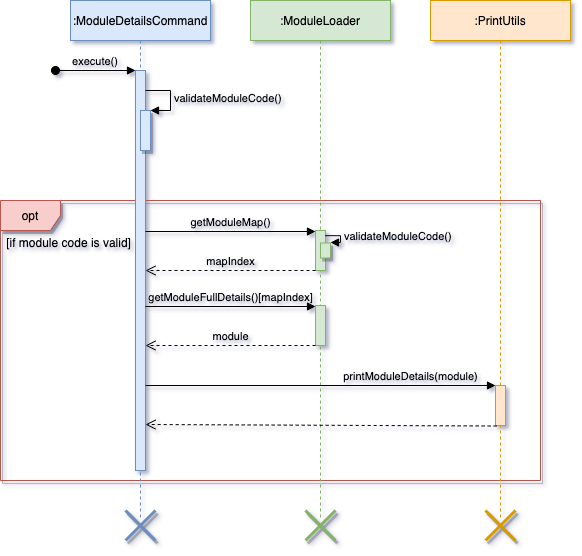 :ModuleDetailsCommand
:ModuleLoader
:PrintUtils
execute()
validateModuleCode()
opt
[if module code is valid]
getModuleMap()
validateModuleCode()
mapIndex
getModuleFullDetails()[mapIndex]
module
printModuleDetails(module)